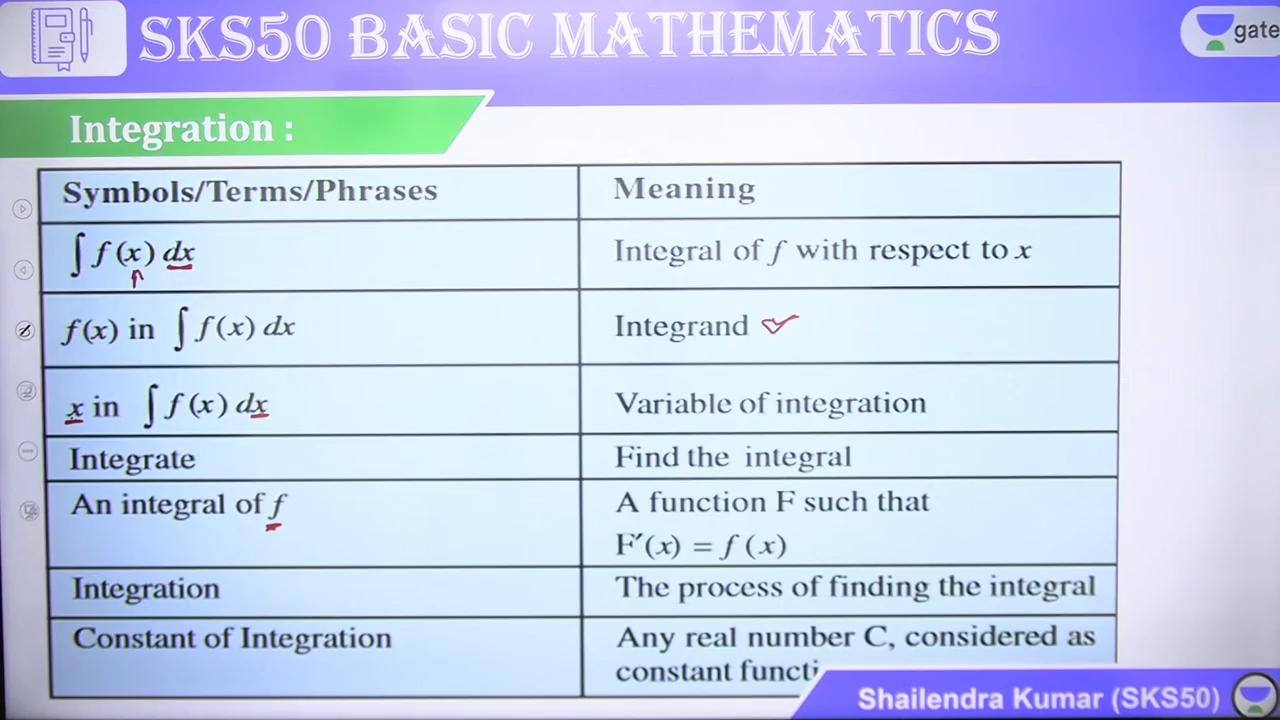 SKS50 BASIC MATHEMATICS
gate
Integration :
Symbols/Terms/Phrases Meaning
∫ f (x) dx Integral of f with respect to x
f(x) in ∫ f(x) dx Integrand
x in ∫ f(x) dx Variable of integration
Integrate Find the integral
An integral of f A function F such that
F′(x) = f (x)
Integration The process of finding the integral
Constant of Integration Any real number C, considered as
constant
Shailendra Kumar (SKS50)